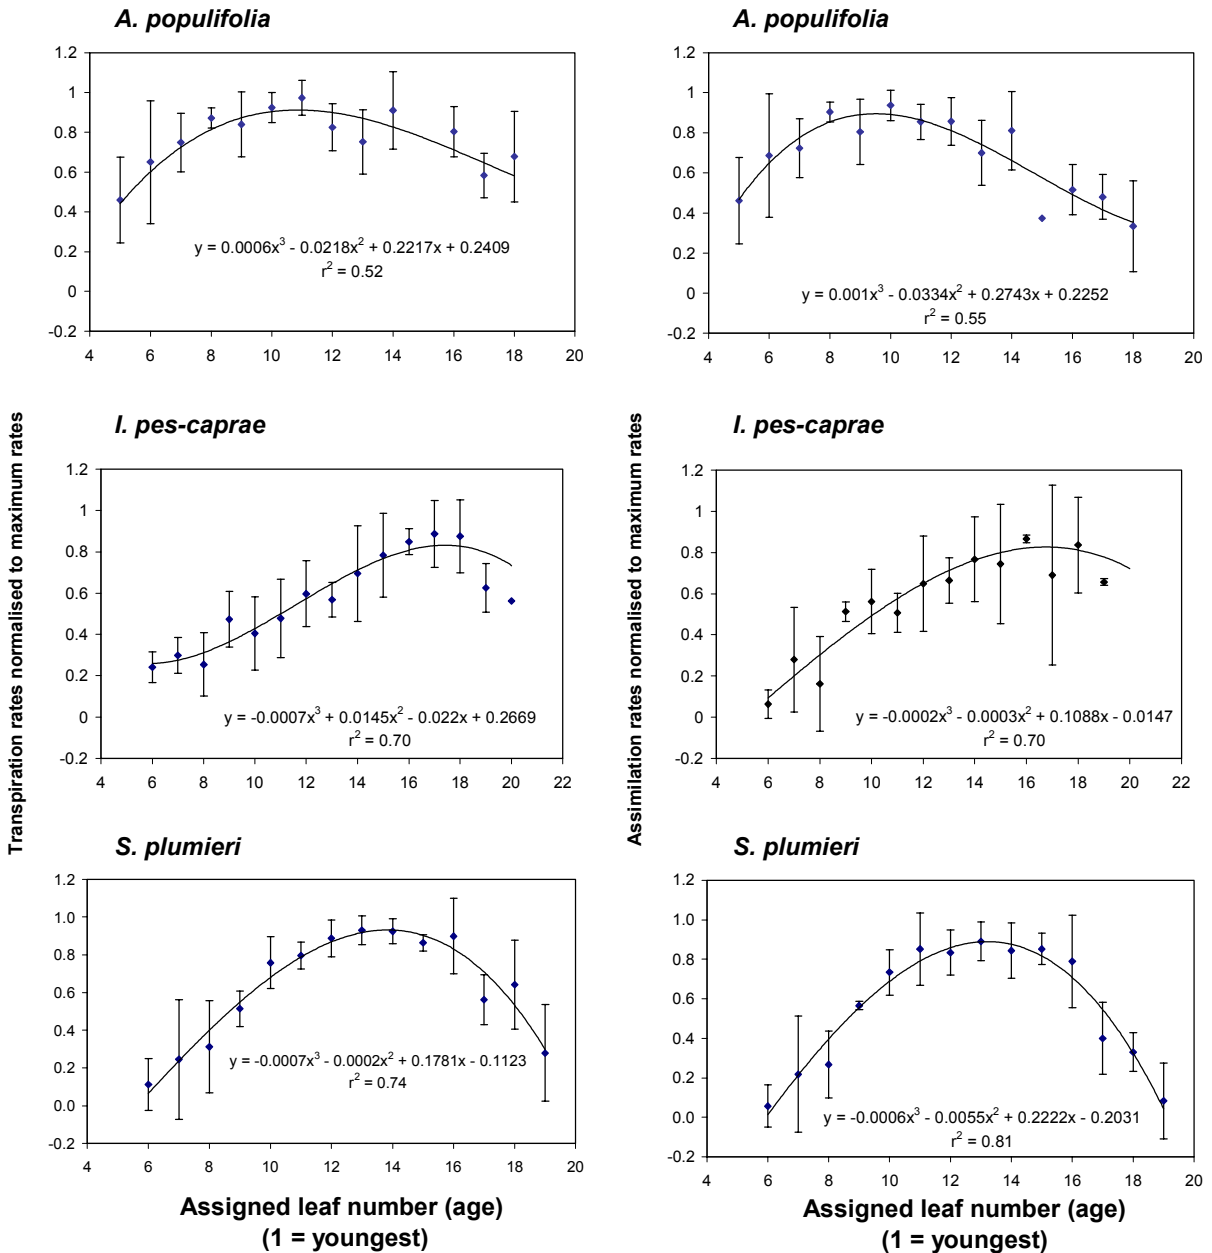 A. populifolia
1.2
1
0.8
0.6
0.4
0.2
0
-0.2
y = 0.0006x³ - 0.0218x² + 0.2217x + 0.2409
r² = 0.52
4 6 8 10 12 14 16 18 20
A. populifolia
1.2
1
0.8
0.6
0.4
0.2
0
-0.2
y = 0.001x³ - 0.0334x² + 0.2743x + 0.2252
r² = 0.55
4 6 8 10 12 14 16 18 20
Transpiration rates normalised to maximum rates
I. pes-caprae
1.2
1
0.8
0.6
0.4
0.2
0
-0.2
y = -0.0007x³ + 0.0145x² - 0.022x + 0.2669
r² = 0.70
4 6 8 10 12 14 16 18 20 22
Assimilation rates normalised to maximum rates
I. pes-caprae
1.2
1
0.8
0.6
0.4
0.2
0
-0.2
y = -0.0002x³ - 0.0003x² + 0.1088x - 0.0147
r² = 0.70
4 6 8 10 12 14 16 18 20 22
S. plumieri
1.2
1.0
0.8
0.6
0.4
0.2
0.0
-0.2
y = -0.0007x³ - 0.0002x² + 0.1781x - 0.1123
r² = 0.74
4 6 8 10 12 14 16 18 20
Assigned leaf number (age)
(1 = youngest)
S. plumieri
1.2
1.0
0.8
0.6
0.4
0.2
0.0
-0.2
y = -0.0006x³ - 0.0055x² + 0.2222x - 0.2031
r² = 0.81
4 6 8 10 12 14 16 18 20
Assigned leaf number (age)
(1 = youngest)